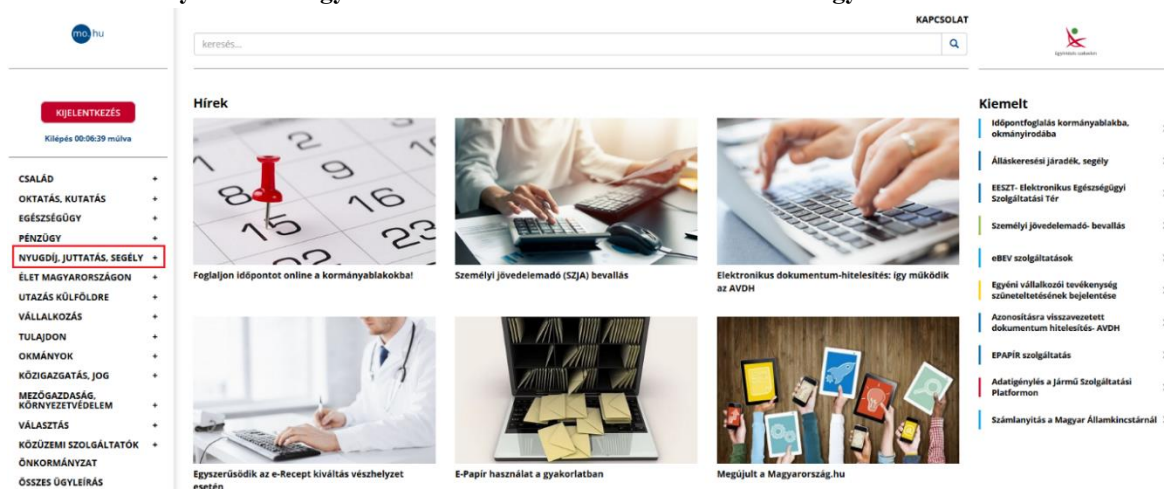 mo.hu
KIJELENTKEZÉS
Kilépés 00:06:39 múlva
CSALÁD +
OKTATÁS, KUTATÁS +
EGÉSZSÉGÜGY +
PÉNZÜGY +
NYUGDÍJ, JUTTATÁS, SEGÉLY +
ÉLET MAGYARORSZÁGON +
UTAZÁS KÜLFÖLDRE +
VÁLLALKOZÁS +
TULAJDON +
OKMÁNYOK +
KÖZIGAZGATÁS, JOG +
MEZŐGAZDASÁG,
KÖRNYEZETVÉDELEM +
VÁLASZTÁS +
KÖZÜZEMI SZOLGÁLTATÓK +
ÖNKORMÁNYZAT
ÖSSZES ÜGYLEÍRÁS
KAPCSOLAT
keresés...
Hírek
Foglaljon időpontot online a kormányablakokba!
Személyi jövedelemadó (SZJA) bevallás
Elektronikus dokumentum-hitelesítés: így működik
az AVDH
Egyszerűsödik az e-Recept kiváltás vészhelyzet
esetén
E-Papír használat a gyakorlatban
Megújult a Magyarország.hu
Kiemelt
Időpontfoglalás kormányablakba,
okmányirodába
Álláskeresési járadék, segély
EESZT- Elektronikus Egészségügyi
Szolgáltatási Tér
Személyi jövedelemadó- bevallás
eBEV szolgáltatások
Egyéni vállalkozói tevékenység
szüneteltetésének bejelentése
Azonosításra visszavezetett
dokumentum hitelesítés- AVDH
EPAPÍR szolgáltatás
Adatigénylés a Jármű Szolgáltatási
Platformon
Számlanyitás a Magyar Államkincstárnál